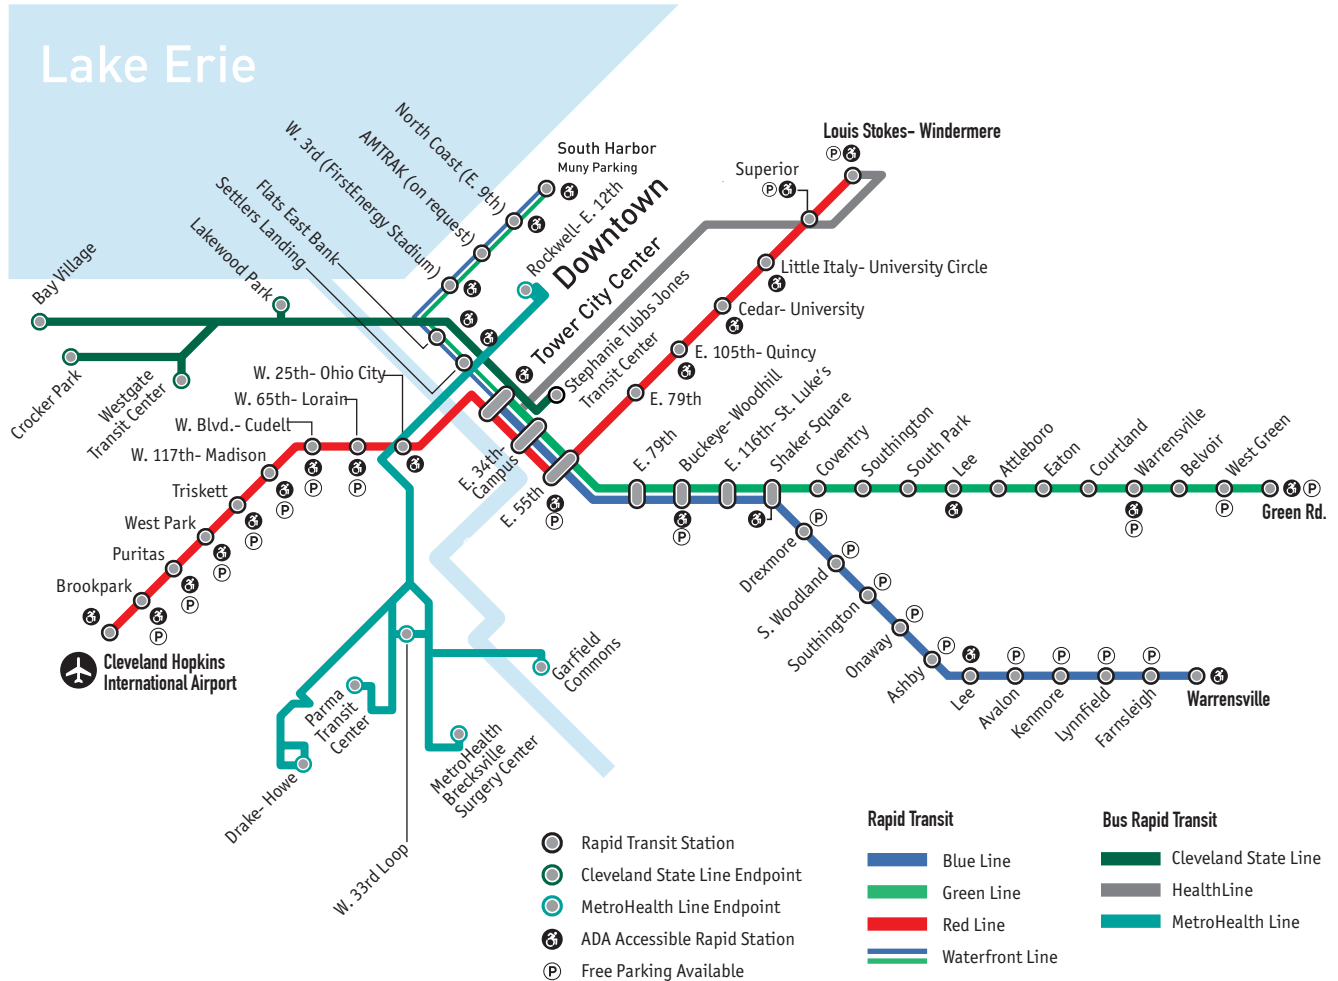 Lake Erie
North Coast (E. 9th)
AMTRAK (on request)
W. 3rd (FirstEnergy Stadium)
Flats East Bank
Settlers Landing
Lakewood Park
Bay Village
South Harbor
Muny Parking
Rockwell- E. 12th
Downtown
Tower City Center
Stephanie Tubbs Jones
Transit Center
Louis Stokes- Windermere
P
Superior
P
Little Italy- University Circle
Cedar- University
E. 105th- Quincy
E. 79th
Crocker Park
Westgate
Transit Center
W. 25th- Ohio City
W. 65th- Lorain
W. Blvd.- Cudell
W. 117th- Madison
Triskett
West Park
Puritas
Brookpark
P
P
P
P
P
P
P
Cleveland Hopkins
International Airport
E. 34th-
Campus
E. 55th
P
E. 79th
Buckeye- Woodhill
P
E. 116th- St. Luke's
Shaker Square
Coventry
Southington
South Park
Lee
Attleboro
Eaton
Courtland
Warrensville
P
Belvoir
West Green
P
P
Green Rd.
Drexmore
P
S. Woodland
P
Southington
P
Onaway
P
Ashby
P
Lee
Avalon
P
Kenmore
P
Lynnfield
P
Farnsleigh
P
Warrensville
Garfield
Commons
Parma
Transit
Center
MetroHealth
Brecksville
Surgery Center
Drake- Howe
W. 33rd Loop
Rapid Transit Station
Cleveland State Line Endpoint
MetroHealth Line Endpoint
ADA Accessible Rapid Station
P Free Parking Available
Rapid Transit
Blue Line
Green Line
Red Line
Waterfront Line
Bus Rapid Transit
Cleveland State Line
HealthLine
MetroHealth Line